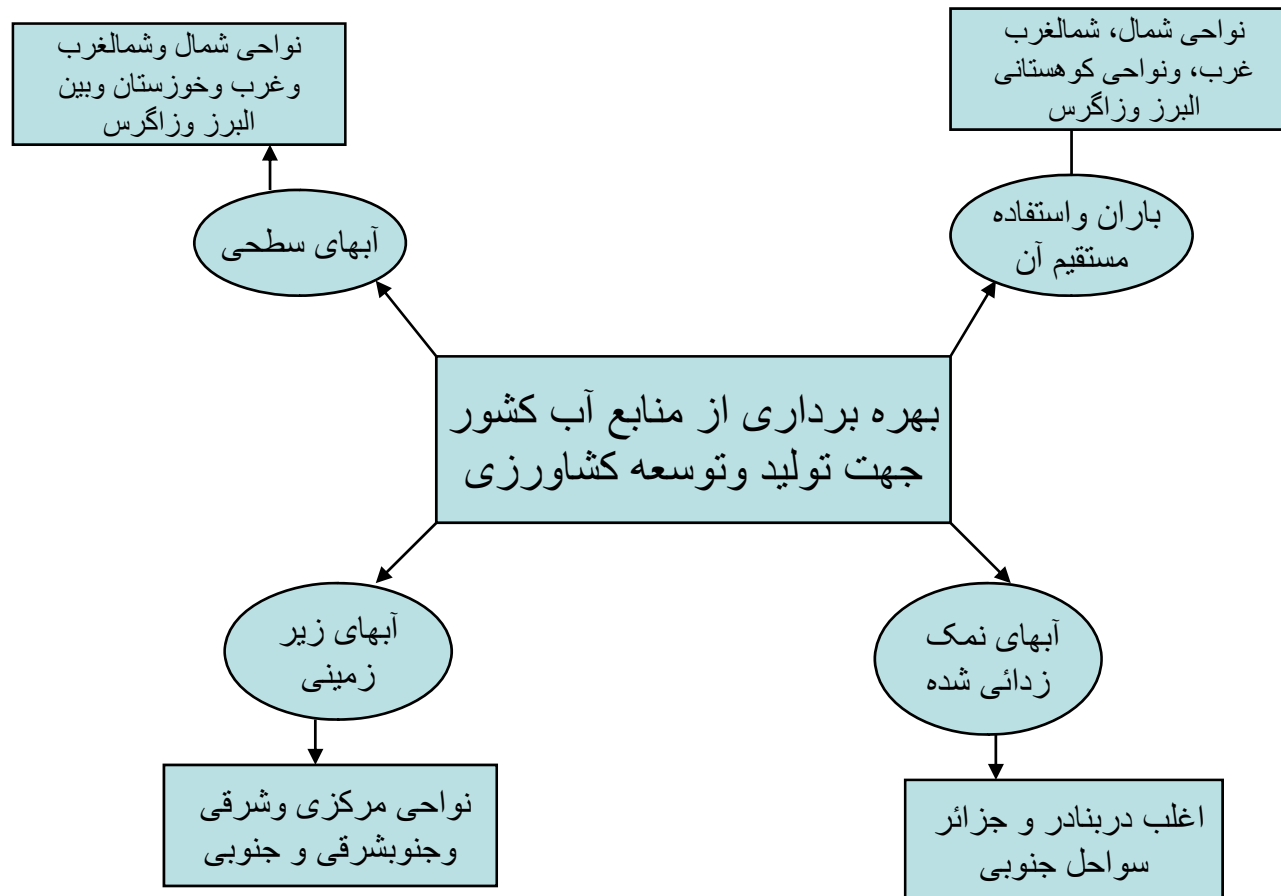 نواحی شمال، شمالغرب
غرب، ونواحی کوهستانی
البرز وزاگرس
نواحی شمال وشمالغرب
وغرب وخوزستان وبین
البرز وزاگرس
باران واستفاده
مستقیم آن
آبهای سطحی
بهره برداری از منابع آب کشور
جهت تولید وتوسعه کشاورزی
آبهای نمک
زدائی شده
آبهای زیر
زمینی
اغلب دربنادر و جزائر
سواحل جنوبی
نواحی مرکزی وشرقی
وجنوبشرقی و جنوبی